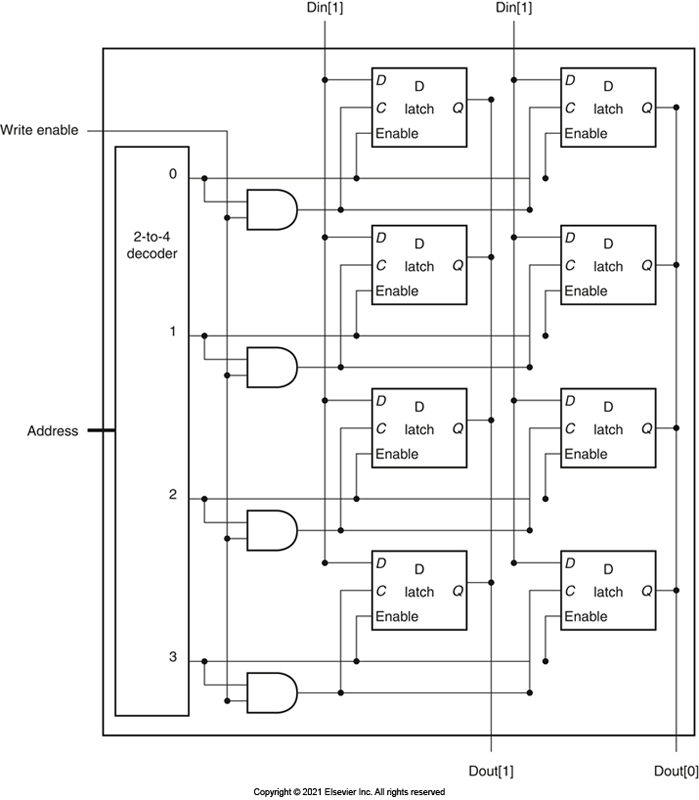 Din[1] Din[1]
D D
C latch Q
Enable
D D
C latch Q
Enable
Write enable
0
2-to-4
decoder
D D
C latch Q
Enable
D D
C latch Q
Enable
1
D D
C latch Q
Enable
D D
C latch Q
Enable
Address
2
D D
C latch Q
Enable
D D
C latch Q
Enable
3
Dout[1] Dout[0]
Copyright © 2021 Elsevier Inc. All rights reserved